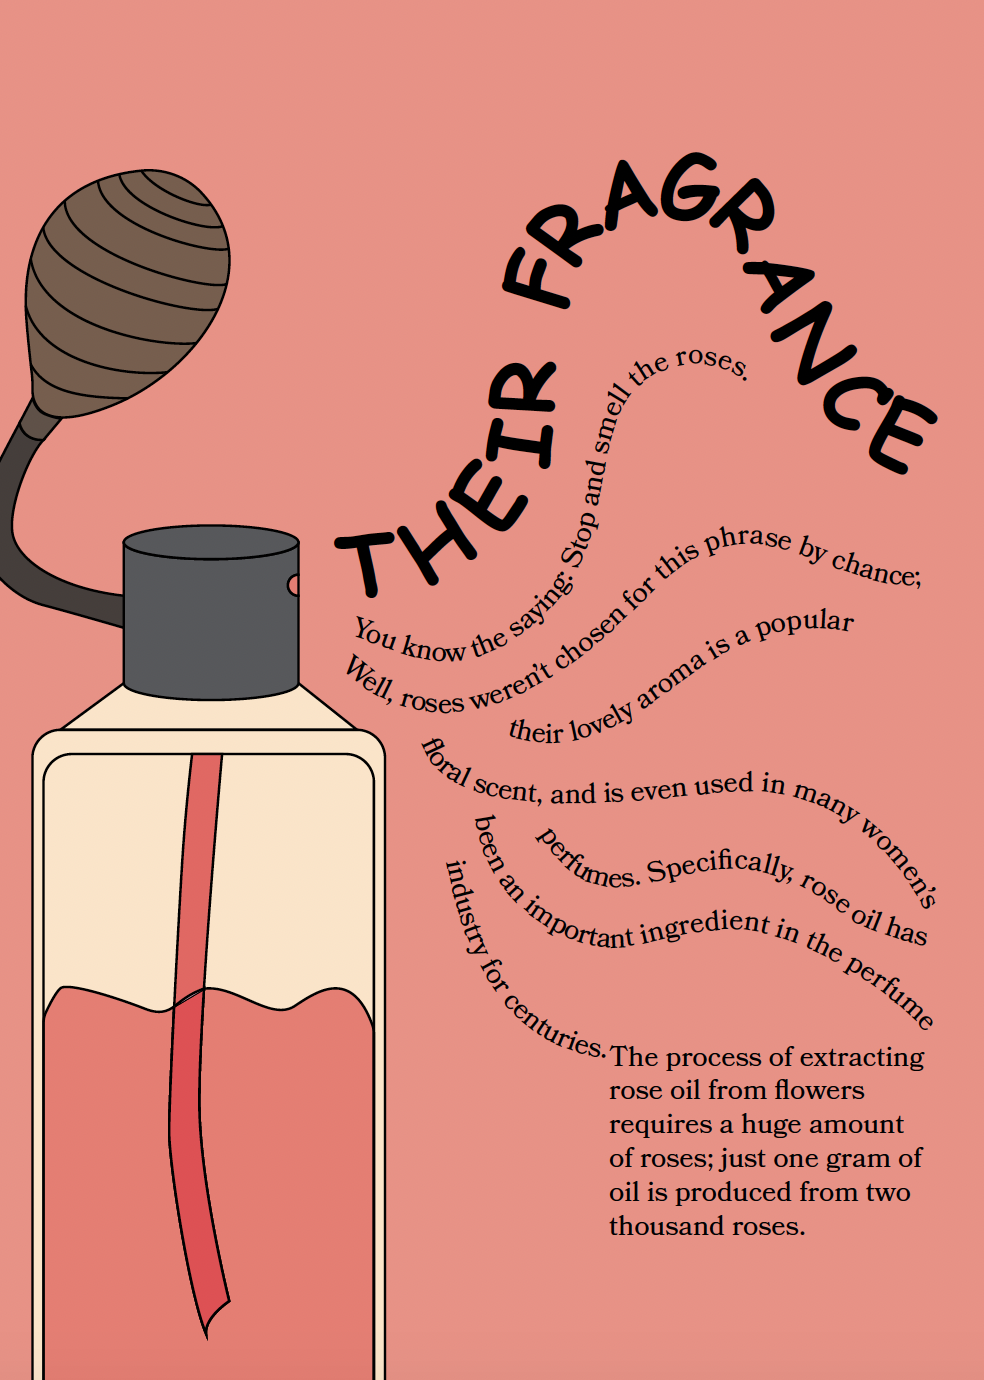 THEIR FRAGRANCE
You know the saying: Stop and smell the roses.
Well, roses weren't chosen for this phrase by chance;
their lovely aroma is a popular
floral scent, and is even used in many women's
perfumes. Specifically, rose oil has
been an important ingredient in the perfume
industry for centuries.
The process of extracting
rose oil from flowers
requires a huge amount
of roses; just one gram of
oil is produced from two
thousand roses.